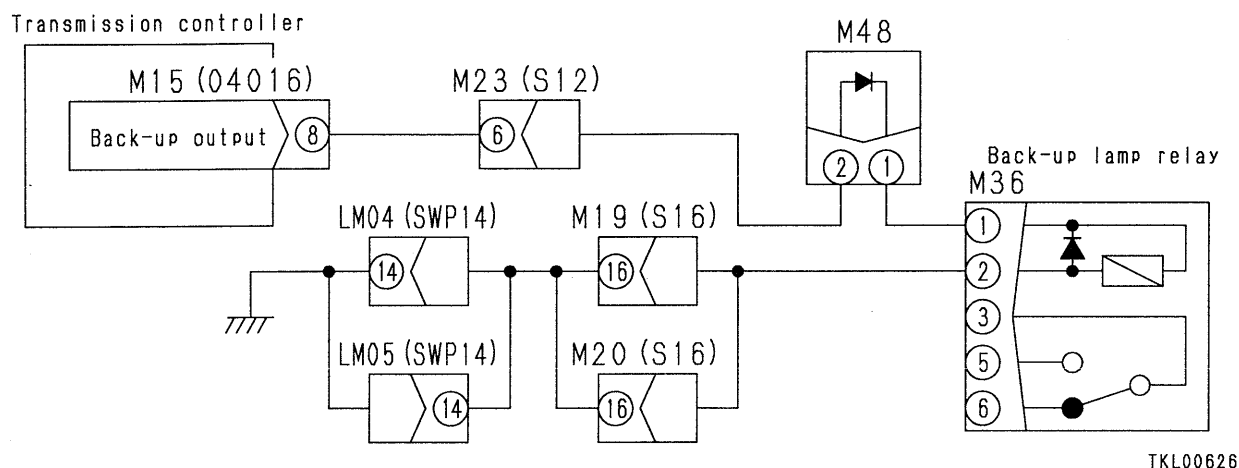 Transmission controller
M48
M15 (04016)
M23 (S12)
Back-up output
8
6
2
1
Back-up lamp relay
M36
LM04 (SWP14)
M19 (S16)
1
14
16
2
3
LM05 (SWP14)
M20 (S16)
5
14
16
6
TKL00626